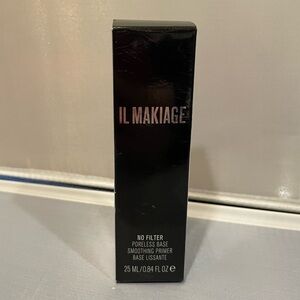 IL MAKIAGE
NO FILTER
PORELESS BASE
SMOOTHING PRIMER
BASE LISSANTE
25 ML/0.84 FL OZ ℮